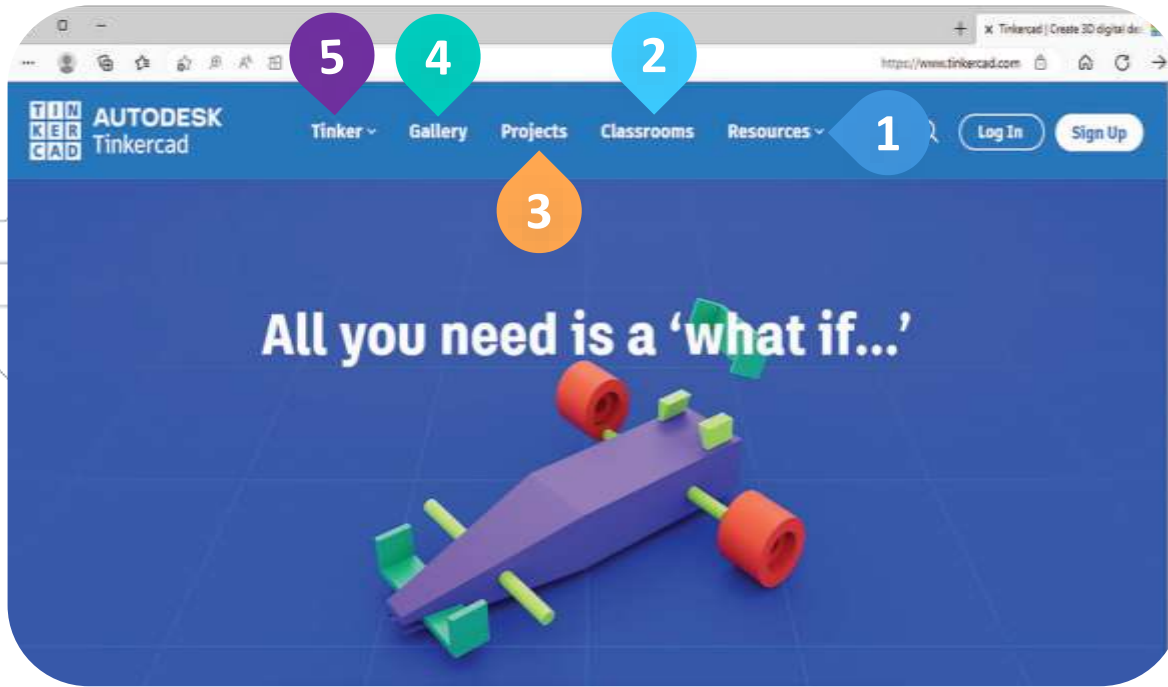 5
4
2
+ x Tinkercad | Create 3D digital de
https://www.tinkercad.com
TIN
KER
CAD
AUTODESK
Tinkercad
Tinker Gallery Projects Classrooms Resources
1
Log In Sign Up
3
All you need is a ‘what if...’